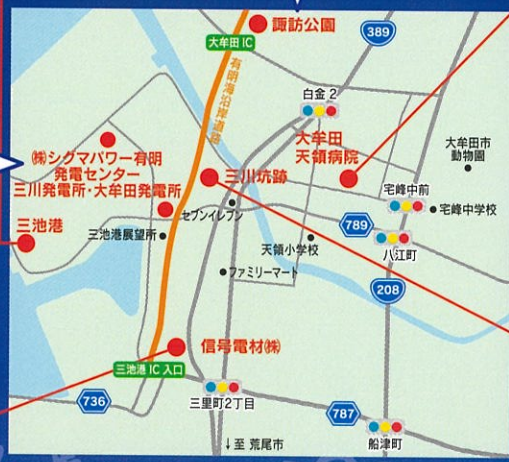 諏訪公園
389
大牟田 IC
有明海沿岸道路
白金 2
大牟田
天領病院
大牟田市
動物園
㈱シグマパワー有明
発電センター
三川発電所・大牟田発電所
三川坑跡
宅峰中前
宅峰中学校
セブンイレブン
789
三池港
三池港展望所
天領小学校
八江町
ファミリーマート
208
信号電材㈱
三池港 IC 入口
736
三里町2丁目
787
船津町
↓至 荒尾市